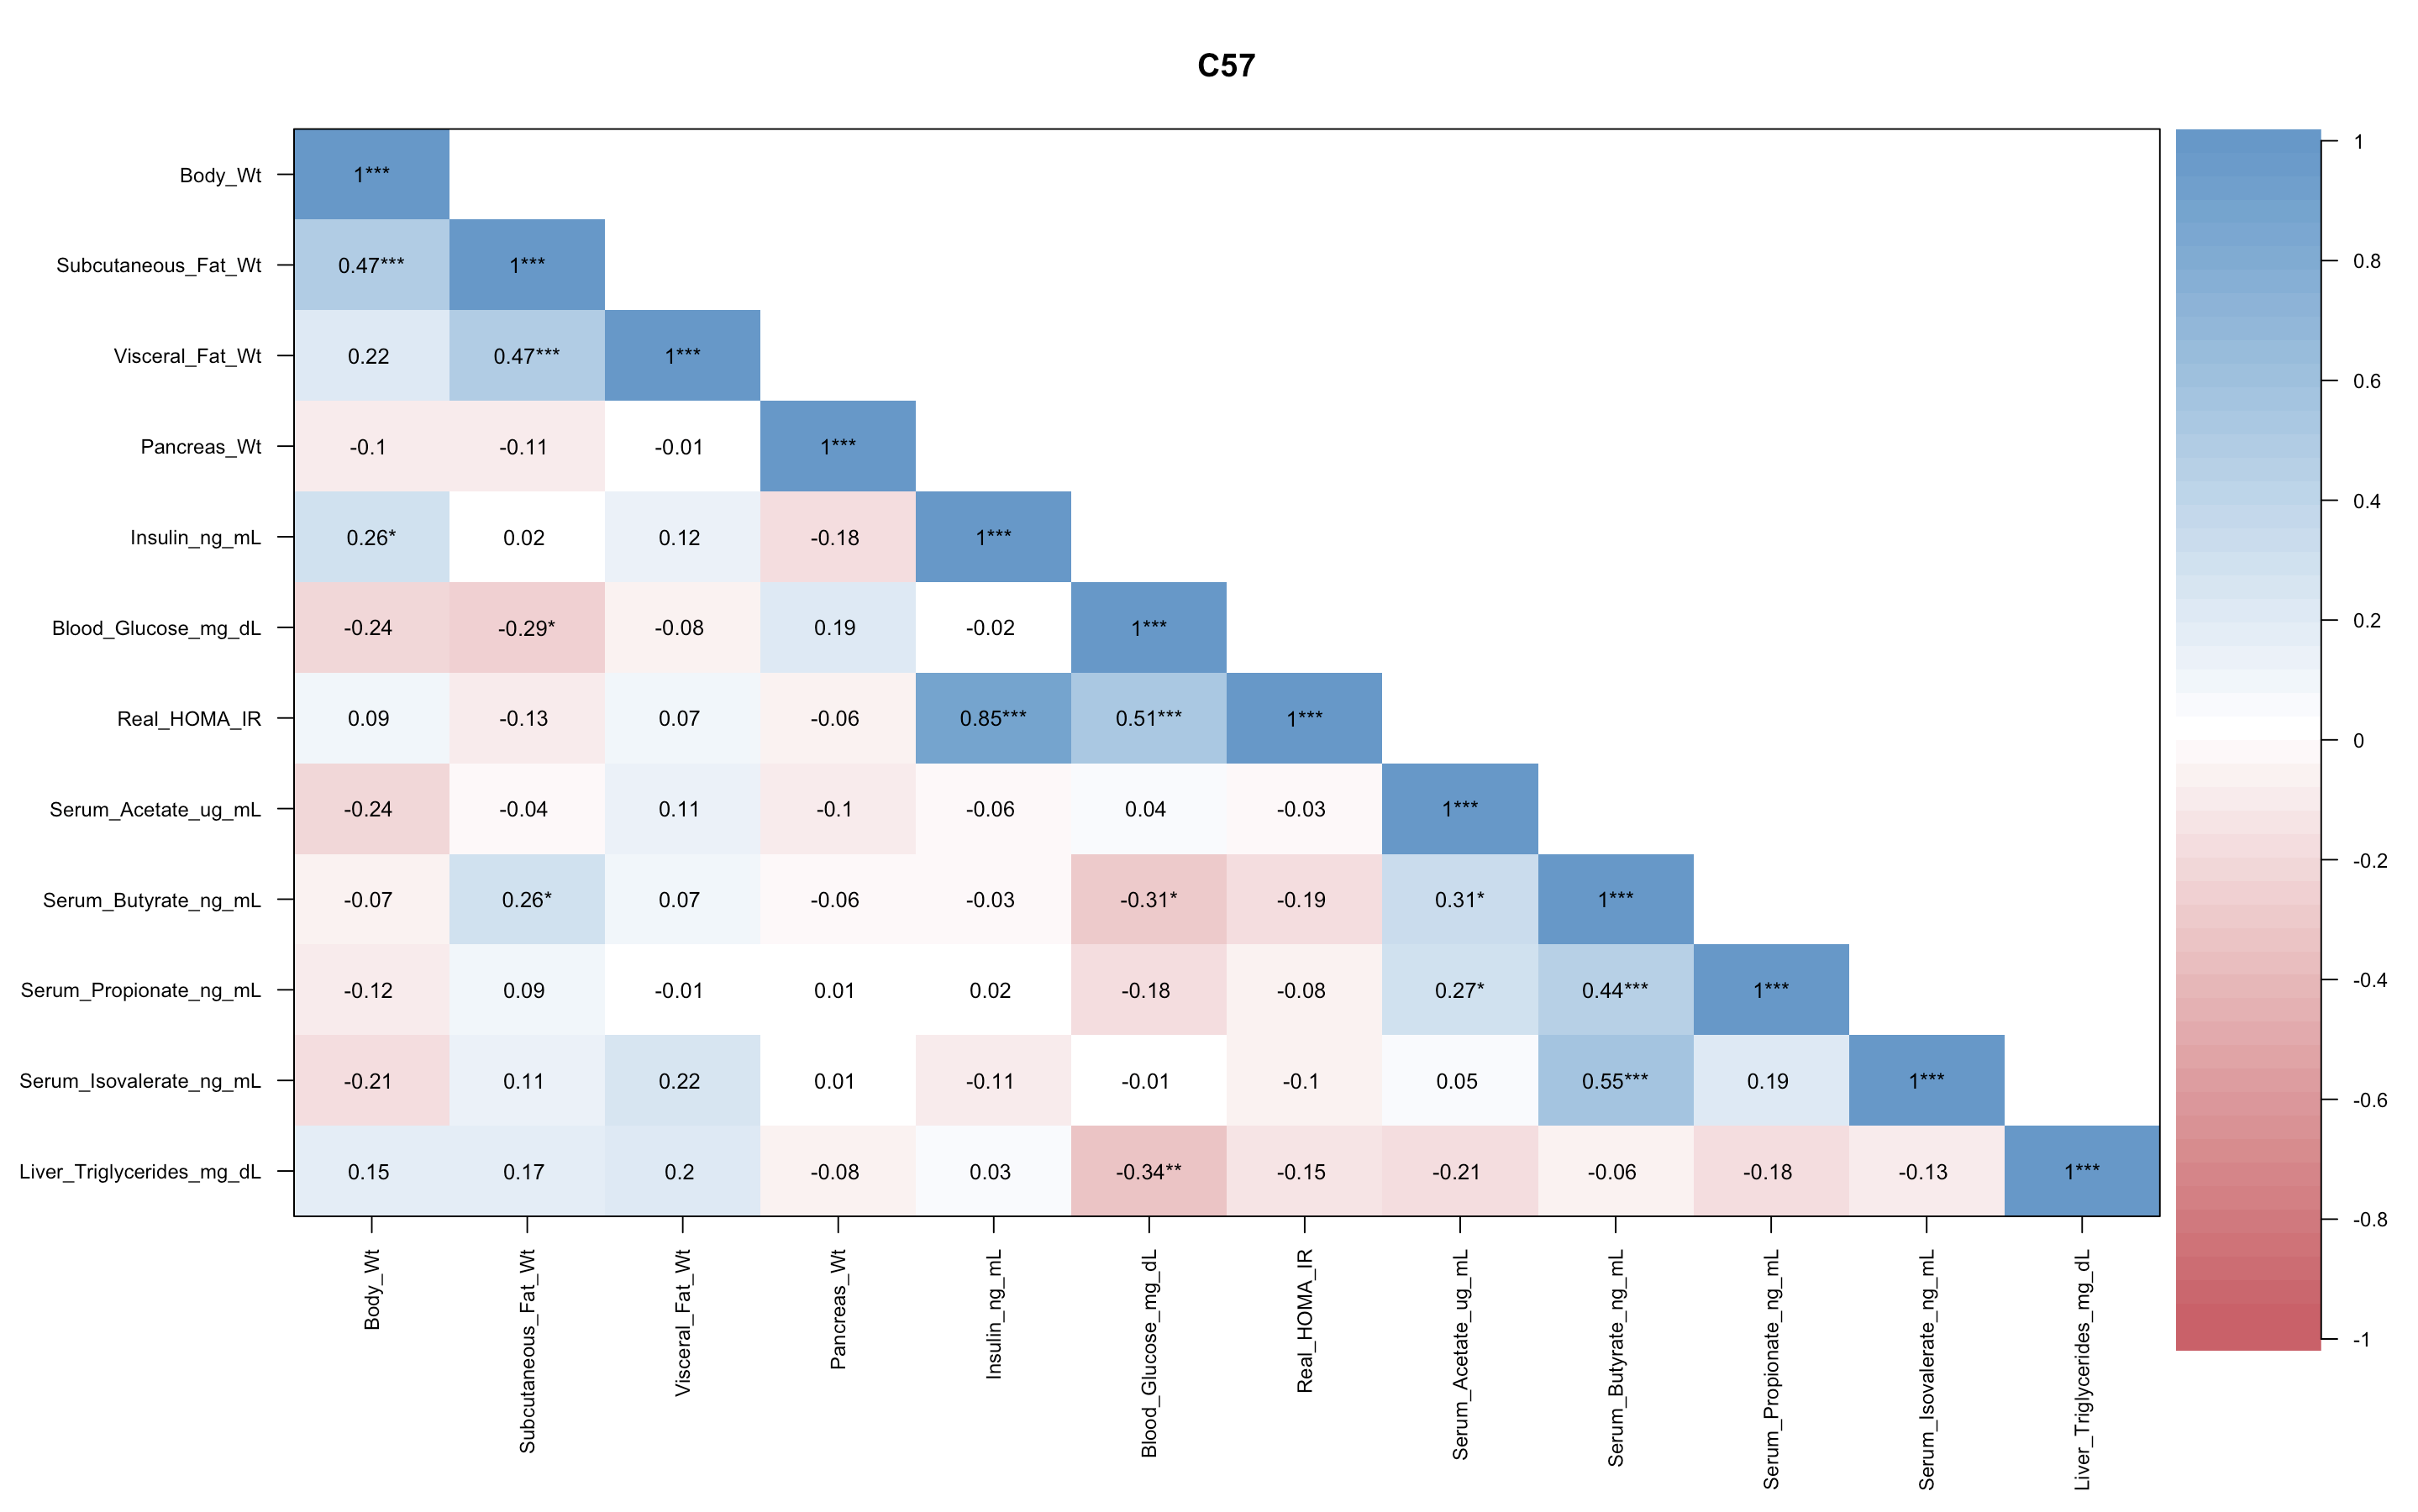 C57
Body_Wt 1***
Subcutaneous_Fat_Wt 0.47*** 1***
Visceral_Fat_Wt 0.22 0.47*** 1***
Pancreas_Wt -0.1 -0.11 -0.01 1***
Insulin_ng_mL 0.26* 0.02 0.12 -0.18 1***
Blood_Glucose_mg_dL -0.24 -0.29* -0.08 0.19 -0.02 1***
Real_HOMA_IR 0.09 -0.13 0.07 -0.06 0.85*** 0.51*** 1***
Serum_Acetate_ug_mL -0.24 -0.04 0.11 -0.1 -0.06 0.04 -0.03 1***
Serum_Butyrate_ng_mL -0.07 0.26* 0.07 -0.06 -0.03 -0.31* -0.19 0.31* 1***
Serum_Propionate_ng_mL -0.12 0.09 -0.01 0.01 0.02 -0.18 -0.08 0.27* 0.44*** 1***
Serum_Isovalerate_ng_mL -0.21 0.11 0.22 0.01 -0.11 -0.01 -0.1 0.05 0.55*** 0.19 1***
Liver_Triglycerides_mg_dL 0.15 0.17 0.2 -0.08 0.03 -0.34** -0.15 -0.21 -0.06 -0.18 -0.13 1***
Body_Wt
Subcutaneous_Fat_Wt
Visceral_Fat_Wt
Pancreas_Wt
Insulin_ng_mL
Blood_Glucose_mg_dL
Real_HOMA_IR
Serum_Acetate_ug_mL
Serum_Butyrate_ng_mL
Serum_Propionate_ng_mL
Serum_Isovalerate_ng_mL
Liver_Triglycerides_mg_dL
1
0.8
0.6
0.4
0.2
0
-0.2
-0.4
-0.6
-0.8
-1